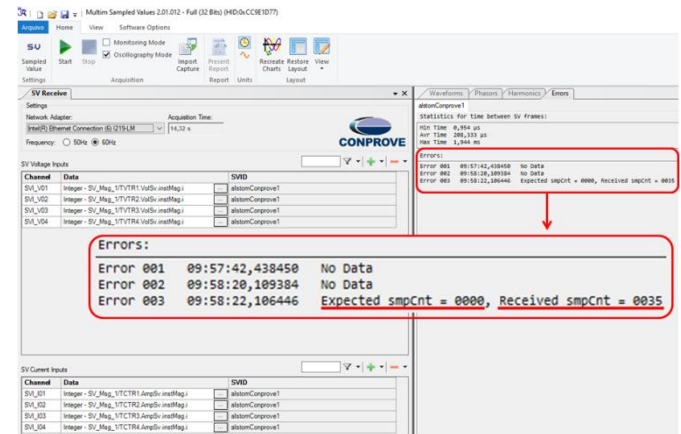 Multim Sampled Values 2.01.012 - Full (32 Bits) (HID:0xCC9E1D77)
Arquivo Home View Software Options
SU Sampled Value
Start Stop
Monitoring Mode
Oscillography Mode
Import Capture
Present Report
Recreate Charts
Restore Layout
View
Settings Acquisition Report Units Layout
SV Receive
Settings
Network Adapter: Acquisition Time:
Intel(R) Ethernet Connection (6) I219-LM 14,32 s
Frequency: 50Hz 60Hz
CONPROVE
SV Voltage Inputs
Channel Data SVID
SVI_V01 Integer - SV_Msg_1/TVTR1.VolSv.instMag.i ... alstomConprove1
SVI_V02 Integer - SV_Msg_1/TVTR2.VolSv.instMag.i ... alstomConprove1
SVI_V03 Integer - SV_Msg_1/TVTR3.VolSv.instMag.i ... alstomConprove1
SVI_V04 Integer - SV_Msg_1/TVTR4.VolSv.instMag.i ... alstomConprove1
SV Current Inputs
Channel Data SVID
SVI_I01 Integer - SV_Msg_1/TCTR1.AmpSv.instMag.i ... alstomConprove1
SVI_I02 Integer - SV_Msg_1/TCTR2.AmpSv.instMag.i ... alstomConprove1
SVI_I03 Integer - SV_Msg_1/TCTR3.AmpSv.instMag.i ... alstomConprove1
SVI_I04 Integer - SV_Msg_1/TCTR4.AmpSv.instMag.i ... alstomConprove1
Waveforms Phasors Harmonics Errors
alstomConprove1
Statistics for time between SV frames:
Min Time 0,954 µs
Avr Time 208,333 µs
Max Time 1,944 ms
Errors:
Error 001 09:57:42,438450 No Data
Error 002 09:58:20,109384 No Data
Error 003 09:58:22,106446 Expected smpCnt = 0000, Received smpCnt = 0035
Errors:
Error 001 09:57:42,438450 No Data
Error 002 09:58:20,109384 No Data
Error 003 09:58:22,106446 Expected smpCnt = 0000, Received smpCnt = 0035